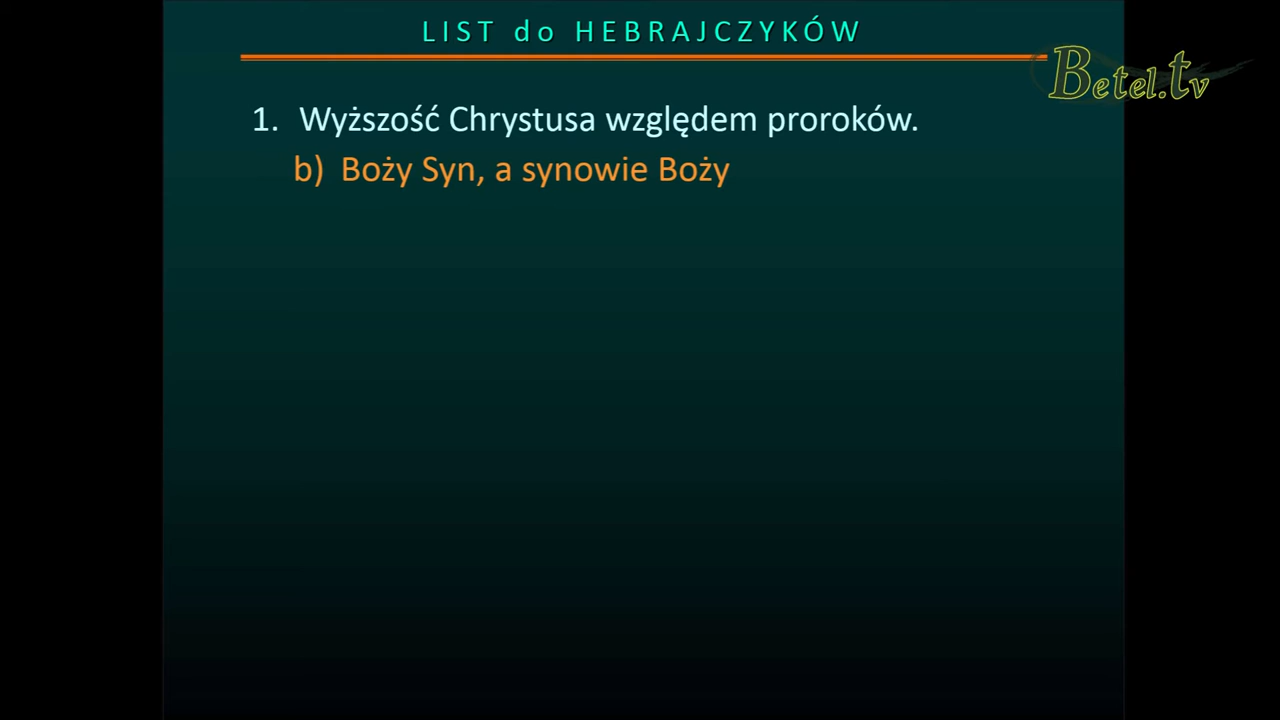 LIST do HEBRAJCZYKÓW
Betel.tv
1. Wyższość Chrystusa względem proroków.
b) Boży Syn, a synowie Boży